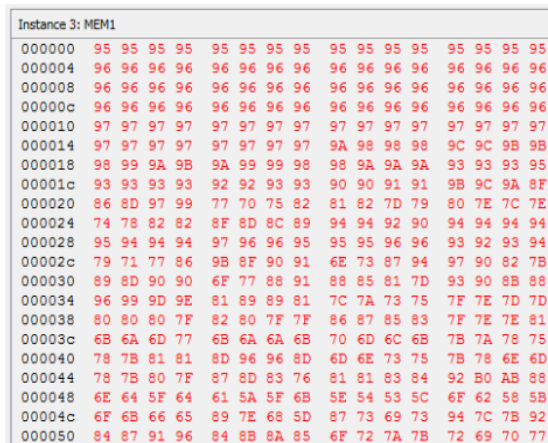 Instance 3: MEM1
000000 95 95 95 95 95 95 95 95 95 95 95 95 95 95 95 95
000004 96 96 96 96 96 96 96 96 96 96 96 96 96 96 96 96
000008 96 96 96 96 96 96 96 96 96 96 96 96 96 96 96 96
00000c 96 96 96 96 96 96 96 96 96 96 96 96 96 96 96 96
000010 97 97 97 97 97 97 97 97 97 97 97 97 97 97 97 97
000014 97 97 97 97 97 97 97 97 9A 98 98 98 9C 9C 9B 9B
000018 98 99 9A 9B 9A 99 99 98 98 9A 9A 9A 93 93 93 95
00001c 93 93 93 93 92 92 93 93 90 90 91 91 9B 9C 9A 8F
000020 86 8D 97 99 77 70 75 82 81 82 7D 79 80 7E 7C 7E
000024 74 78 82 82 8F 8D 8C 89 94 94 92 90 94 94 94 94
000028 95 94 94 94 97 96 96 95 95 95 96 96 93 92 93 94
00002c 79 71 77 86 9B 8F 90 91 6E 73 87 94 97 90 82 7B
000030 89 8D 90 90 6F 77 88 91 88 85 81 7D 93 90 8B 88
000034 96 99 9D 9E 81 89 89 81 7C 7A 73 75 7F 7E 7D 7D
000038 80 80 80 7F 82 80 7F 7F 86 87 85 83 7F 7E 7E 81
00003c 6B 6A 6D 77 6B 6A 6A 6B 70 6D 6C 6B 7B 7A 78 75
000040 78 7B 81 81 8D 96 96 8D 6D 6E 73 75 7B 78 6E 6D
000044 78 7B 80 7F 87 8D 83 76 81 81 83 84 92 B0 AB 88
000048 6E 64 5F 64 61 5A 5F 6B 5E 54 53 5C 6F 62 58 5B
00004c 6F 6B 66 65 89 7E 68 5D 87 73 69 73 94 7C 7B 92
000050 84 87 91 96 84 8B 8A 85 6F 72 7A 7B 72 69 70 77